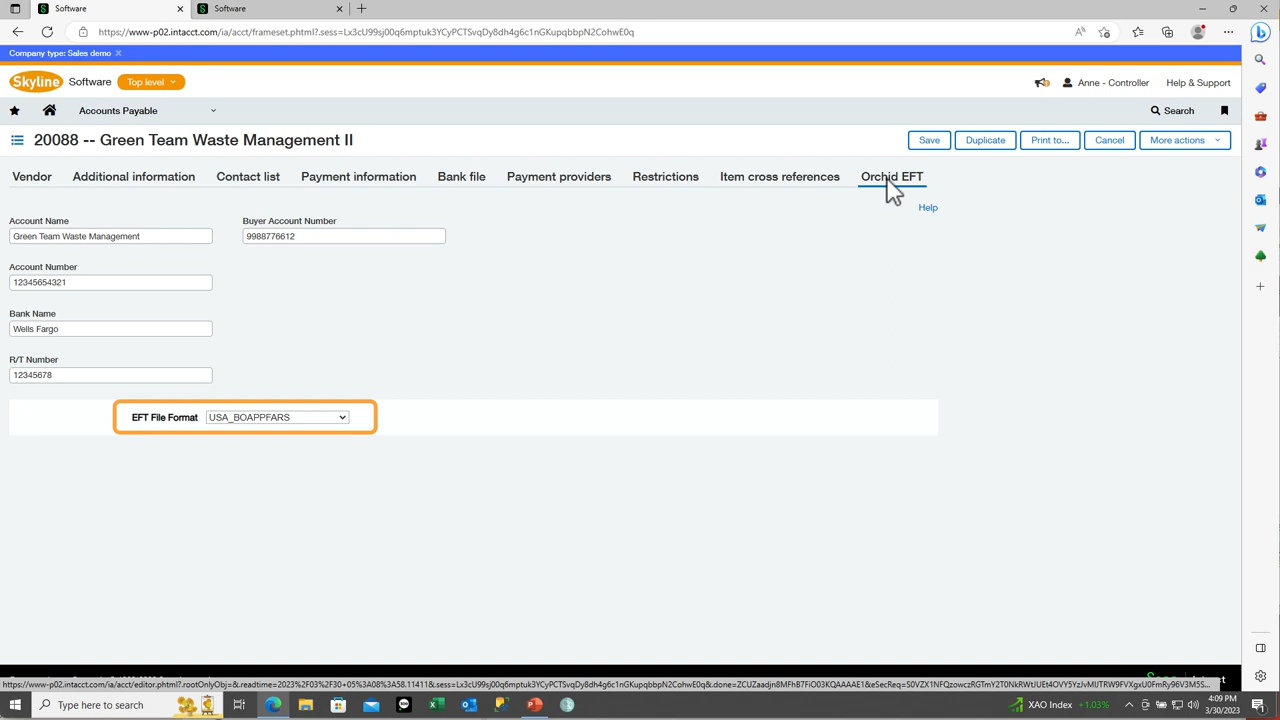 Software
Software
https://www-p02.intacct.com/ia/acct/frameset.phtml?.sess=Lx3cU99sj00q6mptuk3YCyPCTSvqDy8dh4g6c1nGKupqbbpN2CohwE0q
Company type: Sales demo
Skyline Software Top level
Anne - Controller Help & Support
Accounts Payable
Search
20088 -- Green Team Waste Management II
Save Duplicate Print to... Cancel More actions
Vendor Additional information Contact list Payment information Bank file Payment providers Restrictions Item cross references Orchid EFT
Help
Account Name Buyer Account Number
Green Team Waste Management 9988776612
Account Number
12345654321
Bank Name
Wells Fargo
R/T Number
12345678
EFT File Format USA_BOAPPFARS
Type here to search
XAO Index +1.03%
4:09 PM
3/30/2023